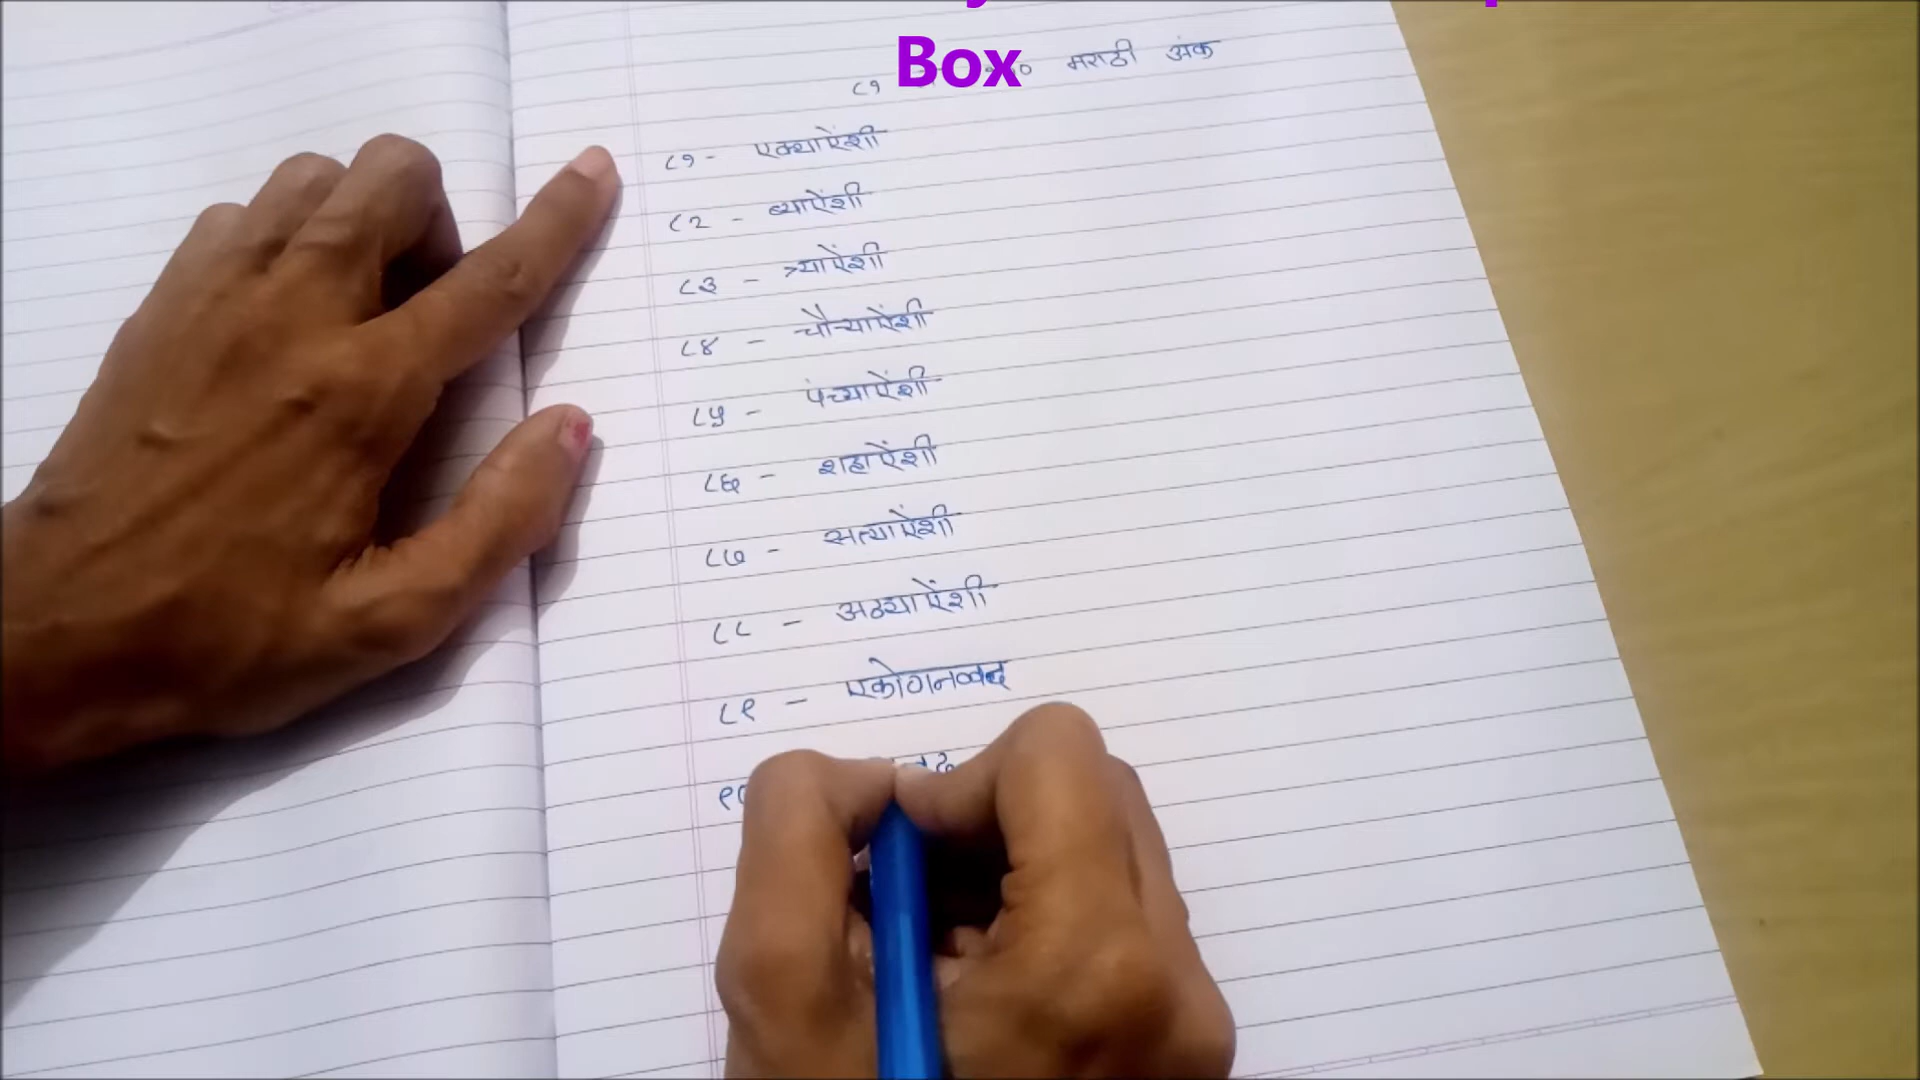 Box
८१ मराठी अंक
८१ - एक्याऐंशी
८२ - ब्याऐंशी
८३ - त्र्याऐंशी
८४ - चौऱ्याऐंशी
८५ - पंच्याऐंशी
८६ - शहाऐंशी
८७ - सत्याऐंशी
८८ - अठ्याऐंशी
८९ - एकोणनव्वद